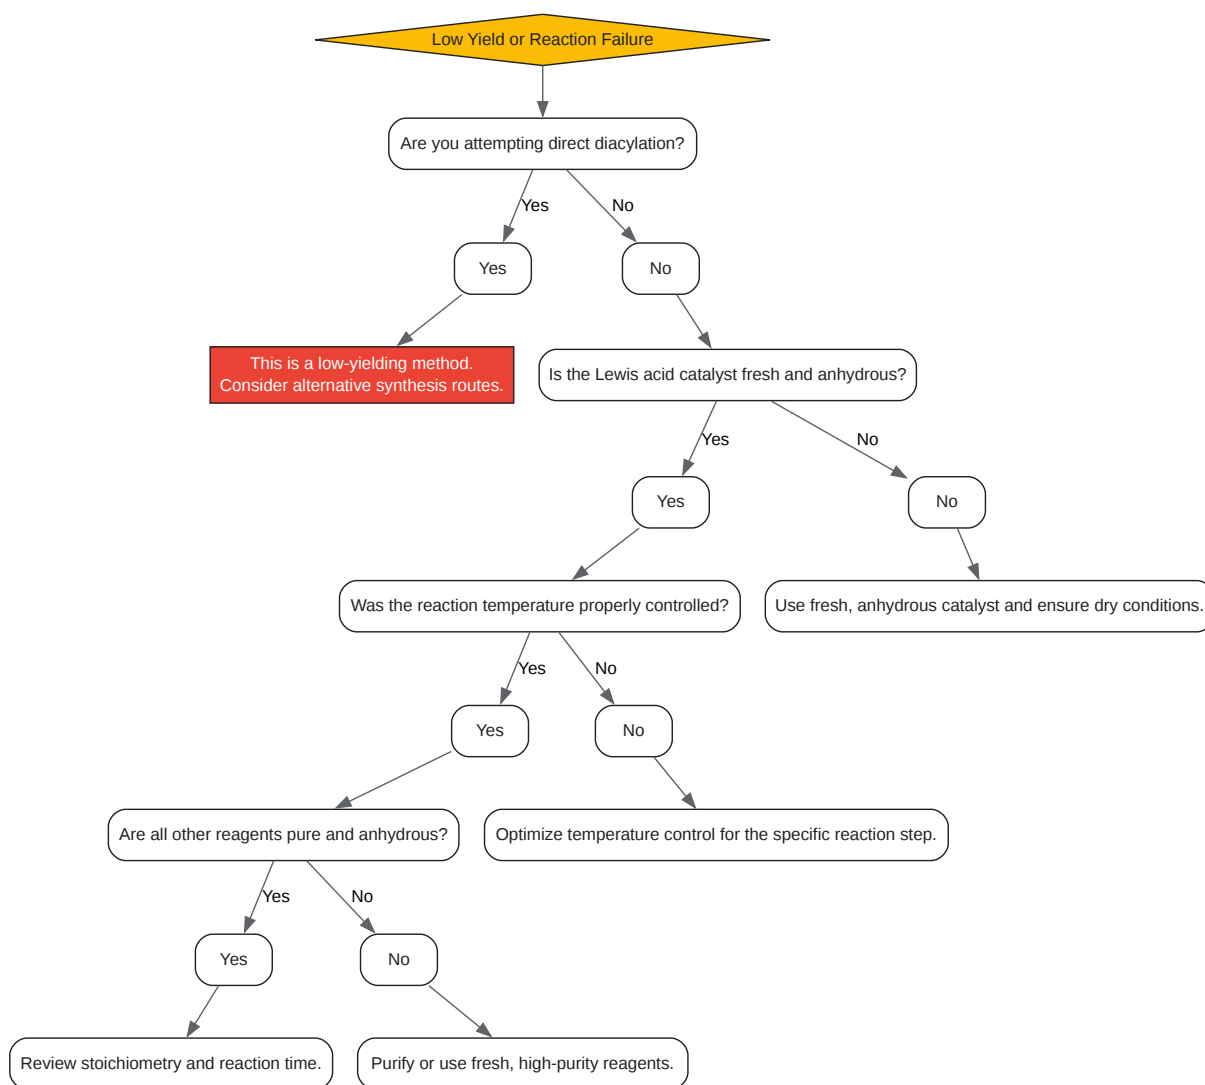 Low Yield or Reaction Failure
Are you attempting direct diacylation?
Yes
No
Yes
No
This is a low-yielding method.
Consider alternative synthesis routes.
Is the Lewis acid catalyst fresh and anhydrous?
Yes
No
Yes
No
Was the reaction temperature properly controlled?
Use fresh, anhydrous catalyst and ensure dry conditions.
Yes
No
Yes
No
Are all other reagents pure and anhydrous?
Optimize temperature control for the specific reaction step.
Yes
No
Yes
No
Review stoichiometry and reaction time.
Purify or use fresh, high-purity reagents.